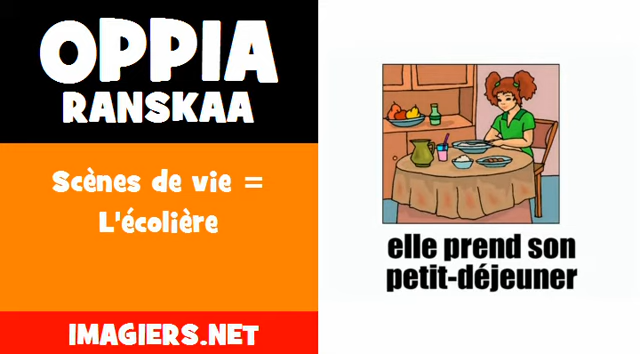 OPPIA
RANSKAA
Scènes de vie =
L'écolière
IMAGIERS.NET
elle prend son
petit-déjeuner